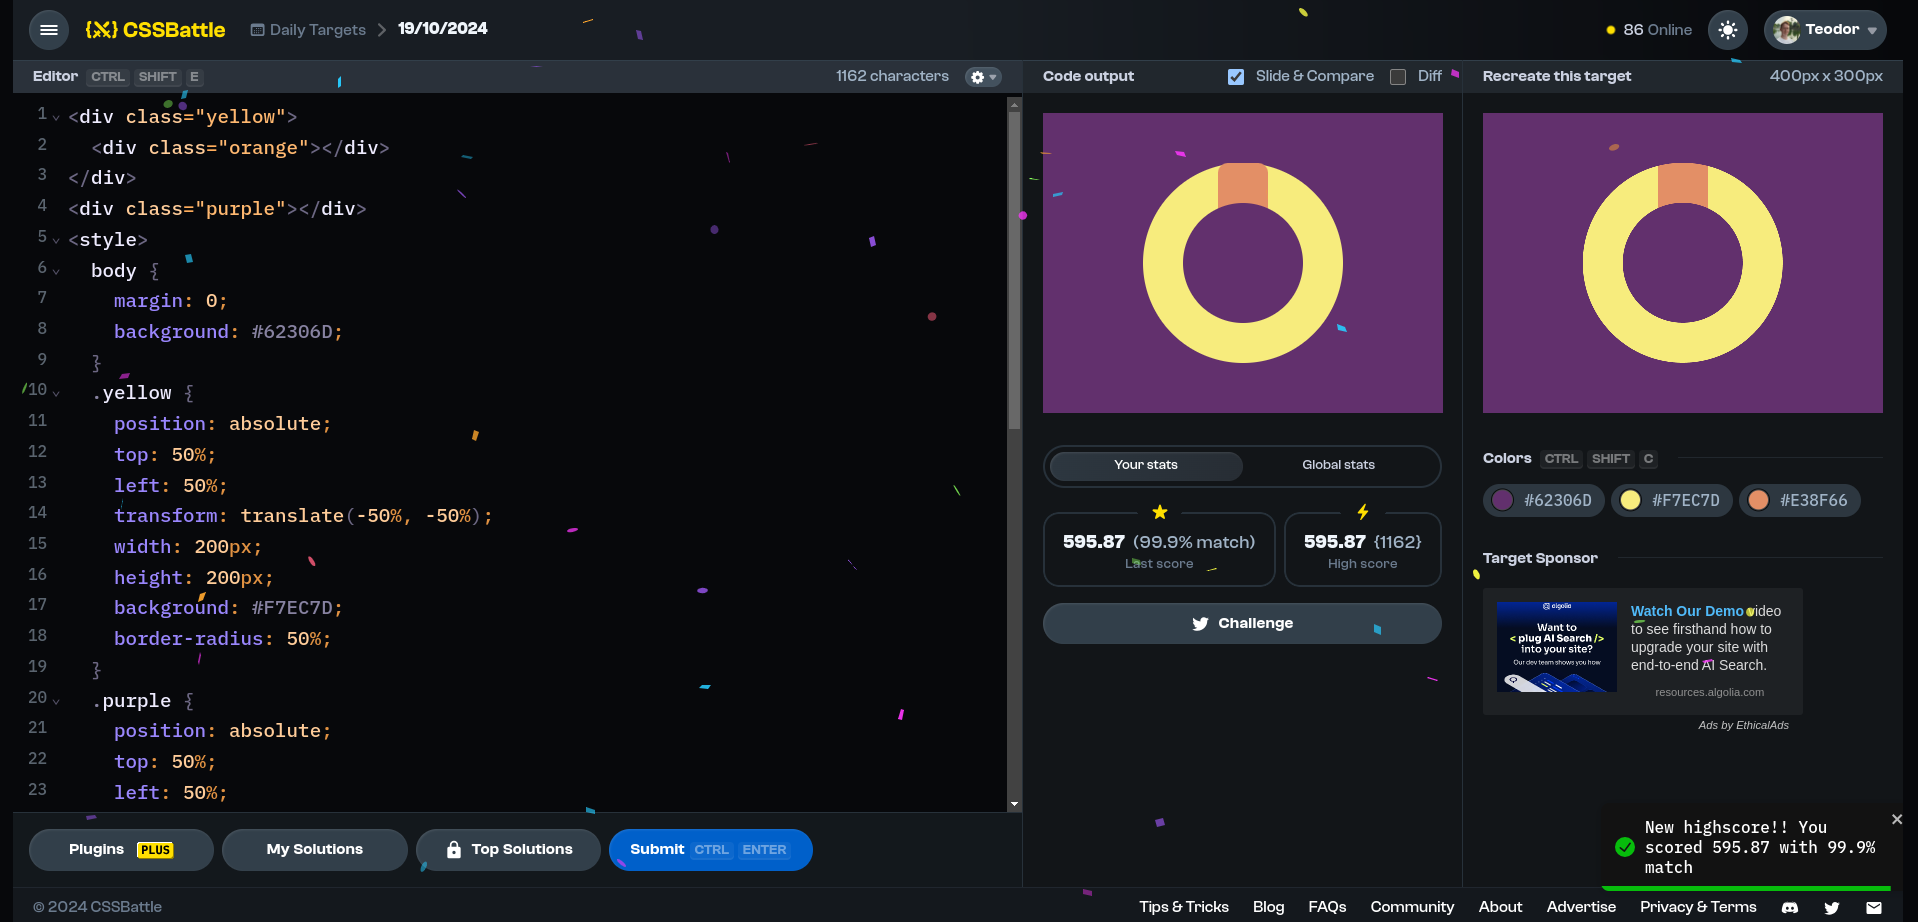 CSSBattle
Daily Targets
19/10/2024
86 Online
Teodor
Editor CTRL SHIFT E
1162 characters
Code output
Slide & Compare
Diff
Recreate this target
400px x 300px
1 <div class="yellow">
2 <div class="orange"></div>
3 </div>
4 <div class="purple"></div>
5 <style>
6 body {
7 margin: 0;
8 background: #62306D;
9 }
10 .yellow {
11 position: absolute;
12 top: 50%;
13 left: 50%;
14 transform: translate(-50%, -50%);
15 width: 200px;
16 height: 200px;
17 background: #F7EC7D;
18 border-radius: 50%;
19 }
20 .purple {
21 position: absolute;
22 top: 50%;
23 left: 50%;
Your stats
Global stats
595.87 (99.9% match)
Last score
595.87 {1162}
High score
Challenge
Colors CTRL SHIFT C
#62306D
#F7EC7D
#E38F66
Target Sponsor
algolia
Want to
< plug AI Search />
into your site?
Our dev team shows you how
Watch Our Demo video
to see firsthand how to
upgrade your site with
end-to-end AI Search.
resources.algolia.com
Ads by EthicalAds
New highscore!! You
scored 595.87 with 99.9%
match
Plugins PLUS
My Solutions
Top Solutions
Submit CTRL ENTER
© 2024 CSSBattle
Tips & Tricks
Blog
FAQs
Community
About
Advertise
Privacy & Terms